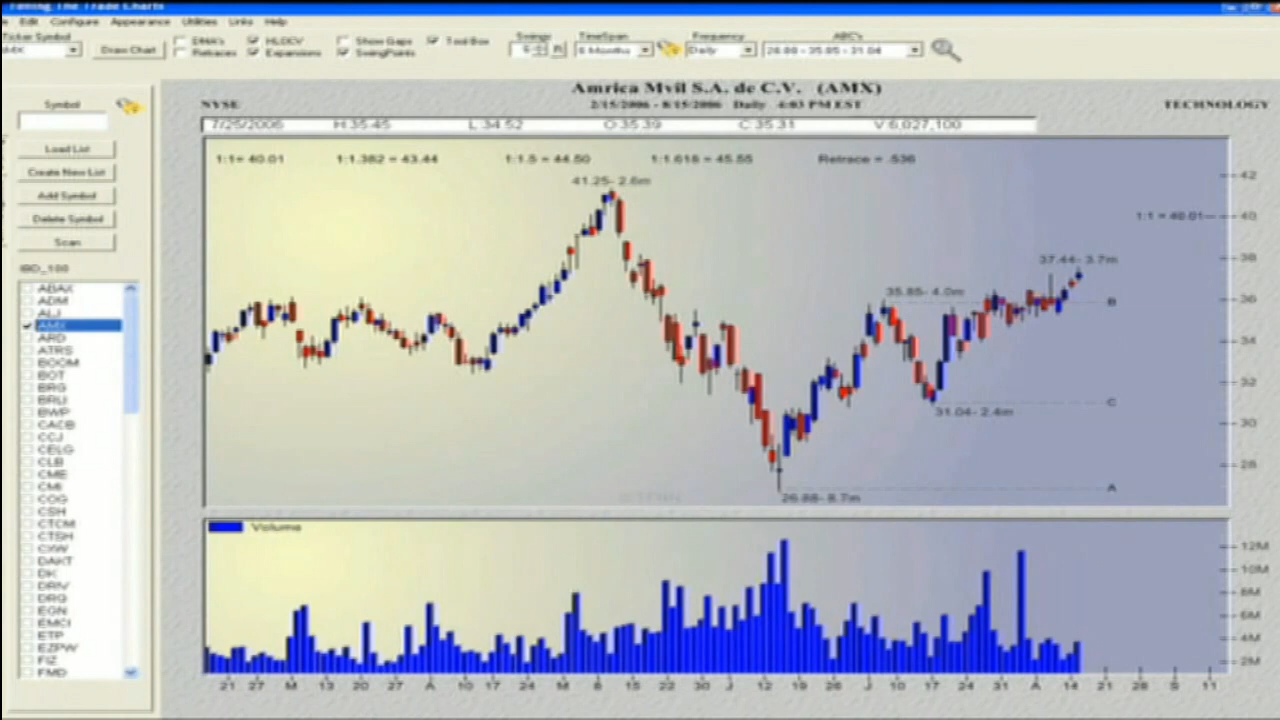 Timing The Trade Charts
Edit Configure Appearance Utilities Links Help
Ticker Symbol
AMX
Draw Chart
DMA's
Retraces
HLOCV
Expansions
Show Gaps
SwingPoints
Tool Box
Swings
TimeSpan
6 Months
Frequency
Daily
ABC's
26.88 - 35.85 - 31.04
Symbol
Load List
Create New List
Add Symbol
Delete Symbol
Scan
IBD_100
ABAX
ADM
ALJ
AMX
ARD
ATRS
BOOM
BOT
BRG
BRLI
BWP
CACB
CCJ
CELG
CLB
CME
CMI
COG
CSH
CTCM
CTSH
CXW
DAKT
DK
DRIV
DRQ
EGN
EMCI
ETP
EZPW
FIZ
FMD
Amrica Mvil S.A. de C.V. (AMX)
NYSE
2/15/2006 - 8/15/2006 Daily 4:03 PM EST
TECHNOLOGY
7/25/2006 H:35.45 L:34.52 O:35.39 C:35.31 V:6,027,100
1:1= 40.01 1:1.382 = 43.44 1:1.5 = 44.50 1:1.618 = 45.55 Retrace = .536
41.25- 2.6m
42
1:1 = 40.01
40
37.44- 3.7m
38
35.85- 4.0m
B
36
34
32
31.04- 2.4m
C
30
28
26.88- 8.7m
A
Volume
12M
10M
8M
6M
4M
2M
21 27 M 13 20 27 A 10 17 24 M 8 15 22 30 J 12 19 26 J 10 17 24 31 A 14 21 28 S 11